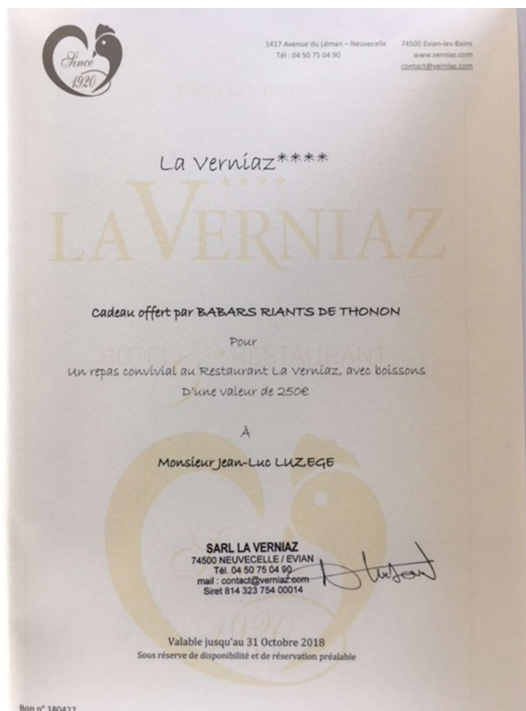 Since
1920
1417 Avenue du Léman – Neuvecelle
Tél : 04 50 75 04 90
74500 Evian-les-Bains
www.verniaz.com
contact@verniaz.com
La Verniaz****
****
LA VERNIAZ
Cadeau offert par BABARS RIANTS DE THONON
Pour
HOTEL RESTAURANT
Un repas convivial au Restaurant La Verniaz, avec boissons
D'une valeur de 250€
À
Monsieur Jean-Luc LUZEGE
SARL LA VERNIAZ
74500 NEUVECELLE / EVIAN
Tél. 04 50 75 04 90
mail : contact@verniaz.com
Siret 814 323 754 00014
1920
Valable jusqu'au 31 Octobre 2018
Sous réserve de disponibilité et de réservation préalable
Bon n° 180427